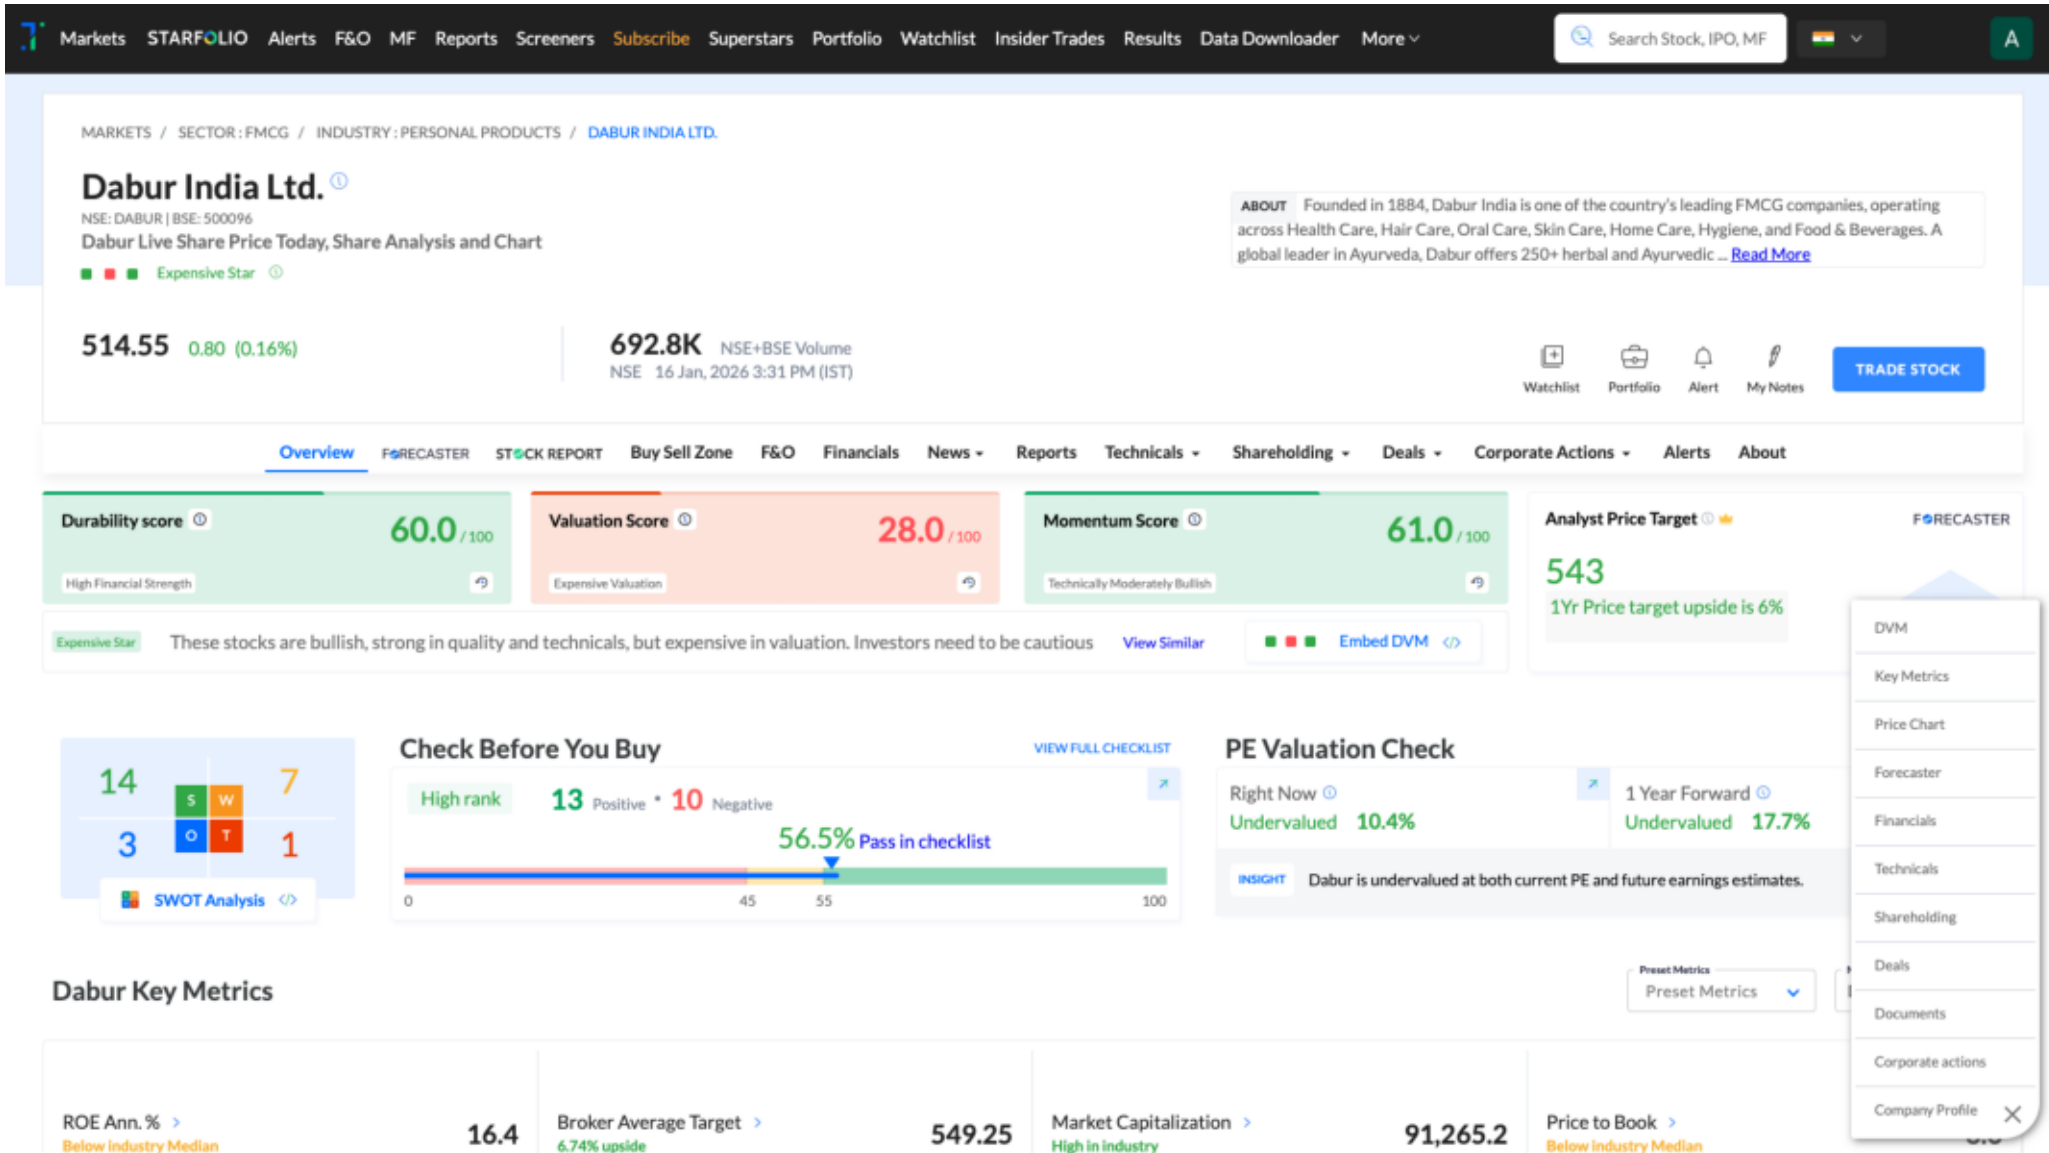 Markets STARFOLIO Alerts F&O MF Reports Screeners Subscribe Superstars Portfolio Watchlist Insider Trades Results Data Downloader More Search Stock, IPO, MF A
MARKETS / SECTOR : FMCG / INDUSTRY : PERSONAL PRODUCTS / DABUR INDIA LTD.
Dabur India Ltd.
NSE: DABUR | BSE: 500096
Dabur Live Share Price Today, Share Analysis and Chart
Expensive Star
ABOUT Founded in 1884, Dabur India is one of the country's leading FMCG companies, operating
across Health Care, Hair Care, Oral Care, Skin Care, Home Care, Hygiene, and Food & Beverages. A
global leader in Ayurveda, Dabur offers 250+ herbal and Ayurvedic ... Read More
514.55 0.80 (0.16%)
692.8K NSE+BSE Volume
NSE 16 Jan, 2026 3:31 PM (IST)
Watchlist Portfolio Alert My Notes TRADE STOCK
Overview FORECASTER STOCK REPORT Buy Sell Zone F&O Financials News Reports Technicals Shareholding Deals Corporate Actions Alerts About
Durability score 60.0 / 100
High Financial Strength
Valuation Score 28.0 / 100
Expensive Valuation
Momentum Score 61.0 / 100
Technically Moderately Bullish
Analyst Price Target FORECASTER
543
1Yr Price target upside is 6%
Expensive Star These stocks are bullish, strong in quality and technicals, but expensive in valuation. Investors need to be cautious View Similar Embed DVM </>
14 7
S W
O T
3 1
SWOT Analysis </>
Check Before You Buy VIEW FULL CHECKLIST
High rank 13 Positive • 10 Negative
56.5% Pass in checklist
0 45 55 100
PE Valuation Check
Right Now
Undervalued 10.4%
1 Year Forward
Undervalued 17.7%
INSIGHT Dabur is undervalued at both current PE and future earnings estimates.
Dabur Key Metrics
Preset Metrics
Preset Metrics
ROE Ann. % 16.4
Below industry Median
Broker Average Target 549.25
6.74% upside
Market Capitalization 91,265.2
High in industry
Price to Book
Below industry Median
DVM
Key Metrics
Price Chart
Forecaster
Financials
Technicals
Shareholding
Deals
Documents
Corporate actions
Company Profile